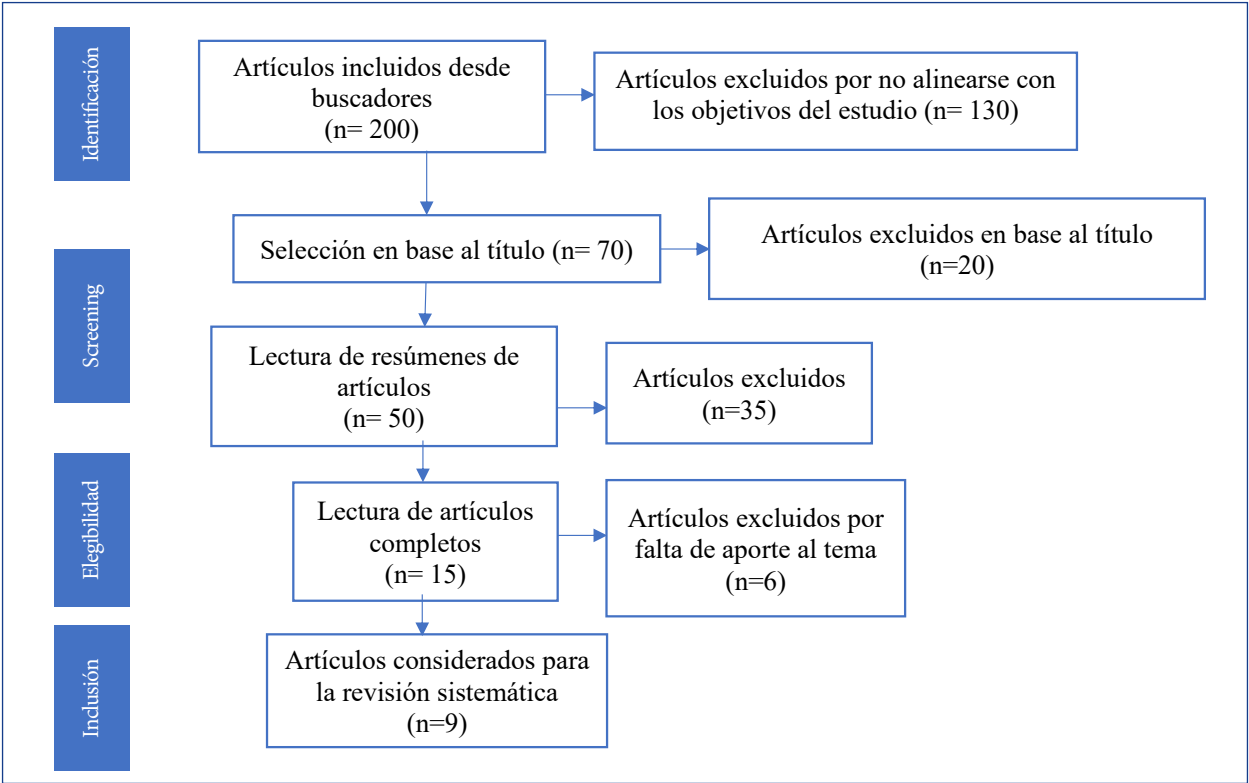 Identificación
Artículos incluidos desde
buscadores
(n= 200)
Artículos excluidos por no alinearse con
los objetivos del estudio (n= 130)
Screening
Selección en base al título (n= 70)
Artículos excluidos en base al título
(n=20)
Lectura de resúmenes de
artículos
(n= 50)
Artículos excluidos
(n=35)
Elegibilidad
Lectura de artículos
completos
(n= 15)
Artículos excluidos por
falta de aporte al tema
(n=6)
Inclusión
Artículos considerados para
la revisión sistemática
(n=9)